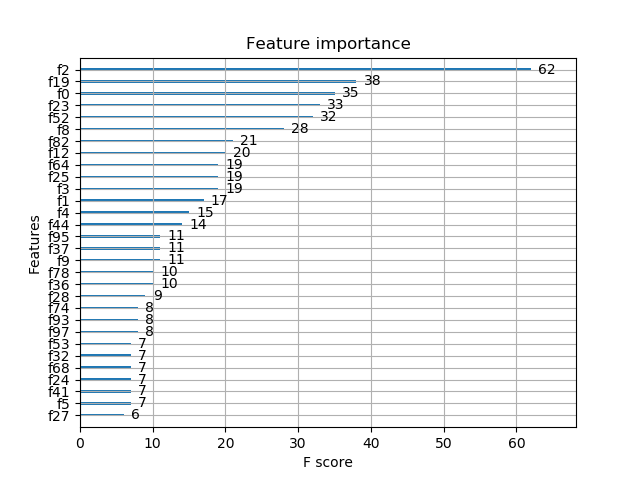 Feature importance
f2 62
f19 38
f0 35
f23 33
f52 32
f8 28
f82 21
f12 20
f64 19
f25 19
f3 19
f1 17
f4 15
f44 14
f95 11
f37 11
f9 11
f78 10
f36 10
f28 9
f74 8
f93 8
f97 8
f53 7
f32 7
f68 7
f24 7
f41 7
f5 7
f27 6
Features
0 10 20 30 40 50 60
F score